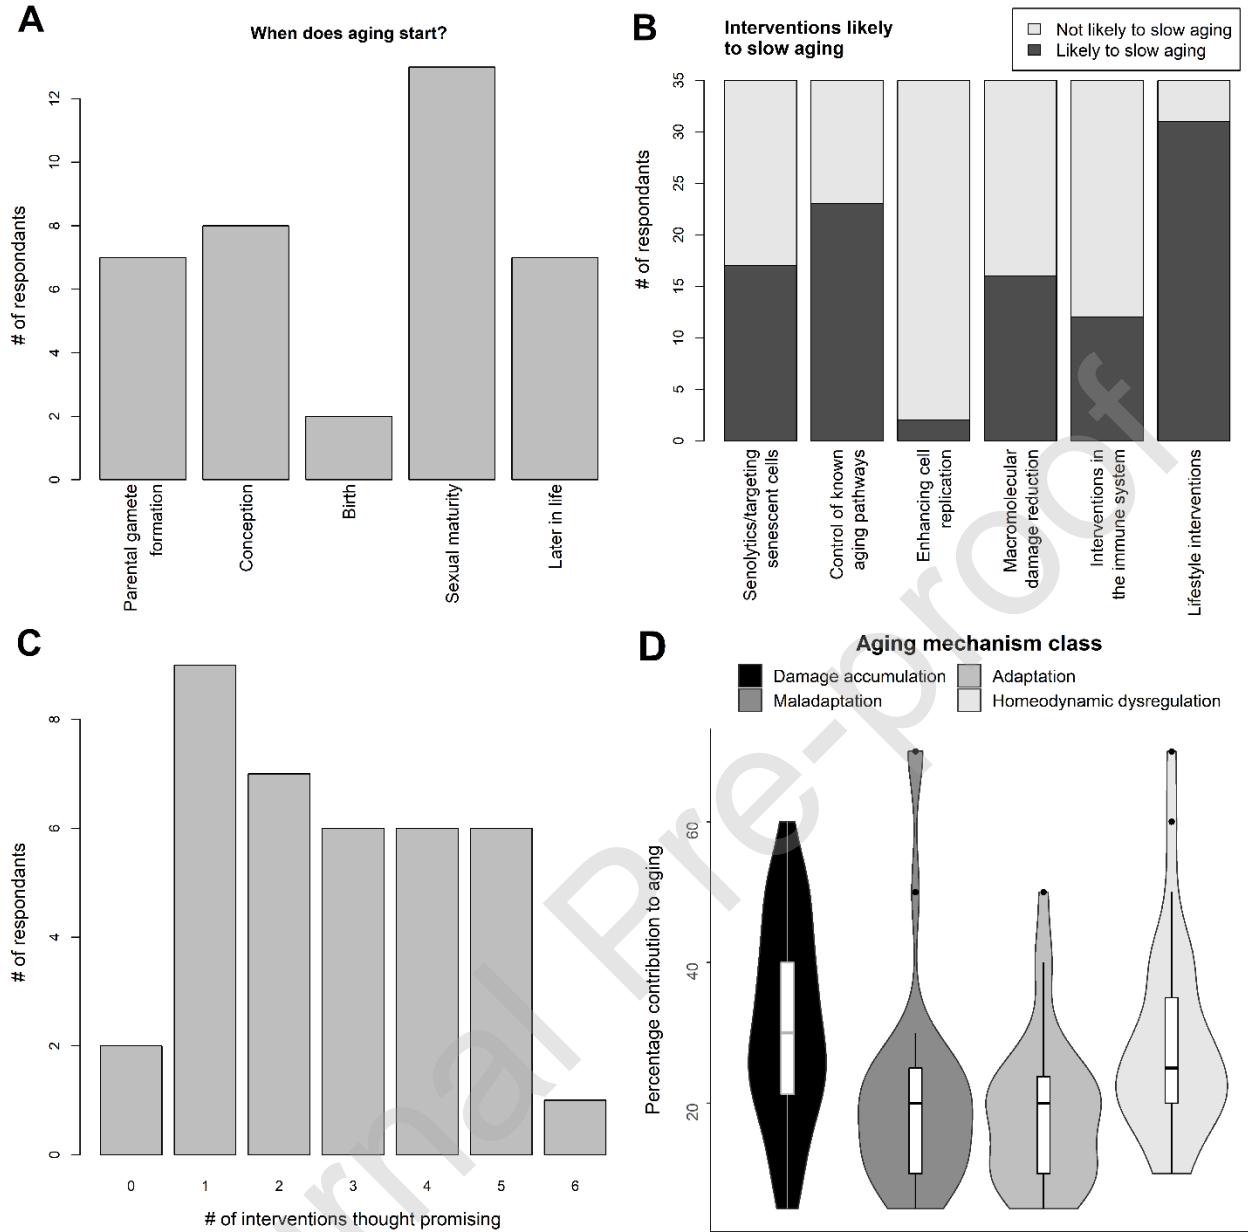 A
When does aging start?
# of respondants
0
2
4
6
8
10
12
Parental gamete
formation
Conception
Birth
Sexual maturity
Later in life
B
Interventions likely
to slow aging
Not likely to slow aging
Likely to slow aging
# of respondants
0
5
10
15
20
25
30
35
Senolytics/targeting
senescent cells
Control of known
aging pathways
Enhancing cell
replication
Macromolecular
damage reduction
Interventions in
the immune system
Lifestyle interventions
C
# of respondants
0
2
4
6
8
0 1 2 3 4 5 6
# of interventions thought promising
D
Aging mechanism class
Damage accumulation
Adaptation
Maladaptation
Homeodynamic dysregulation
Percentage contribution to aging
20
40
60
rnal Pre-proof